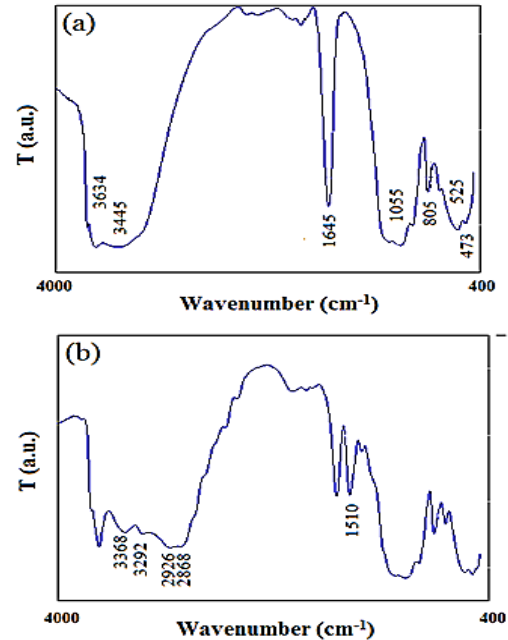 (a)
T (a.u.)
3634
3445
1645
1055
805
525
473
4000
400
Wavenumber (cm-1)
(b)
T (a.u.)
3368
3292
2926
2868
1510
4000
400
Wavenumber (cm-1)